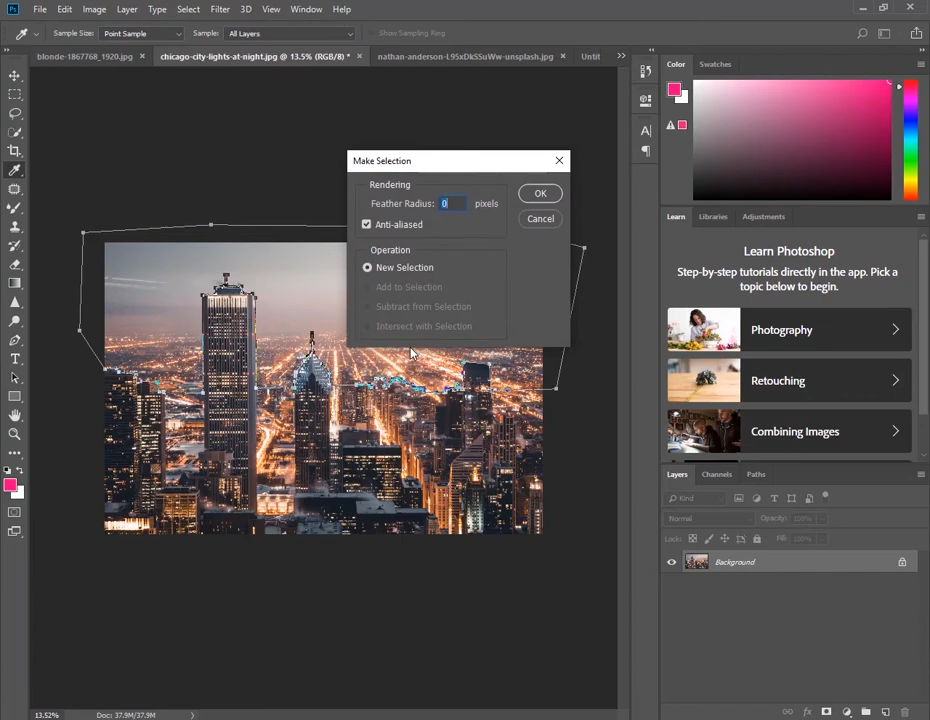 Ps File Edit Image Layer Type Select Filter 3D View Window Help
Sample Size: Point Sample Sample: All Layers Show Sampling Ring
blonde-1867768_1920.jpg × chicago-city-lights-at-night.jpg @ 13.5% (RGB/8) * × nathan-anderson-L95xDkSSuWw-unsplash.jpg × Untit
Color Swatches
Make Selection
Rendering
Feather Radius: 0 pixels
Anti-aliased
OK
Cancel
Operation
New Selection
Add to Selection
Subtract from Selection
Intersect with Selection
Learn Libraries Adjustments
Learn Photoshop
Step-by-step tutorials directly in the app. Pick a
topic below to begin.
Photography
Retouching
Combining Images
Layers Channels Paths
Kind
Normal Opacity: 100%
Lock: Fill: 100%
Background
13.52% Doc: 37.9M/37.9M